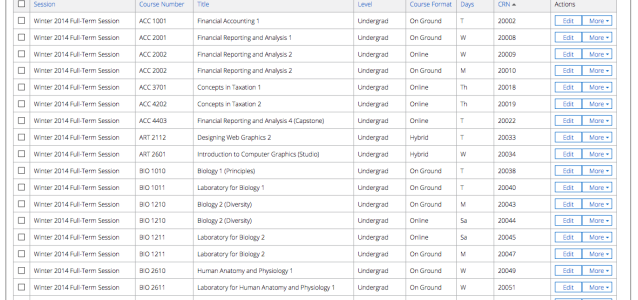 Session Course Number Title Level Course Format Days CRN Actions
Winter 2014 Full-Term Session ACC 1001 Financial Accounting 1 Undergrad On Ground T 20002 Edit More
Winter 2014 Full-Term Session ACC 2001 Financial Reporting and Analysis 1 Undergrad On Ground W 20008 Edit More
Winter 2014 Full-Term Session ACC 2002 Financial Reporting and Analysis 2 Undergrad Online W 20009 Edit More
Winter 2014 Full-Term Session ACC 2002 Financial Reporting and Analysis 2 Undergrad On Ground M 20010 Edit More
Winter 2014 Full-Term Session ACC 3701 Concepts in Taxation 1 Undergrad Online Th 20018 Edit More
Winter 2014 Full-Term Session ACC 4202 Concepts in Taxation 2 Undergrad Online Th 20019 Edit More
Winter 2014 Full-Term Session ACC 4403 Financial Reporting and Analysis 4 (Capstone) Undergrad Online T 20022 Edit More
Winter 2014 Full-Term Session ART 2112 Designing Web Graphics 2 Undergrad Hybrid T 20033 Edit More
Winter 2014 Full-Term Session ART 2601 Introduction to Computer Graphics (Studio) Undergrad Hybrid W 20034 Edit More
Winter 2014 Full-Term Session BIO 1010 Biology 1 (Principles) Undergrad On Ground T 20038 Edit More
Winter 2014 Full-Term Session BIO 1011 Laboratory for Biology 1 Undergrad On Ground T 20040 Edit More
Winter 2014 Full-Term Session BIO 1210 Biology 2 (Diversity) Undergrad On Ground M 20043 Edit More
Winter 2014 Full-Term Session BIO 1210 Biology 2 (Diversity) Undergrad Online Sa 20044 Edit More
Winter 2014 Full-Term Session BIO 1211 Laboratory for Biology 2 Undergrad Online Sa 20045 Edit More
Winter 2014 Full-Term Session BIO 1211 Laboratory for Biology 2 Undergrad On Ground M 20047 Edit More
Winter 2014 Full-Term Session BIO 2610 Human Anatomy and Physiology 1 Undergrad On Ground W 20049 Edit More
Winter 2014 Full-Term Session BIO 2611 Laboratory for Human Anatomy and Physiology 1 Undergrad On Ground W 20051 Edit More